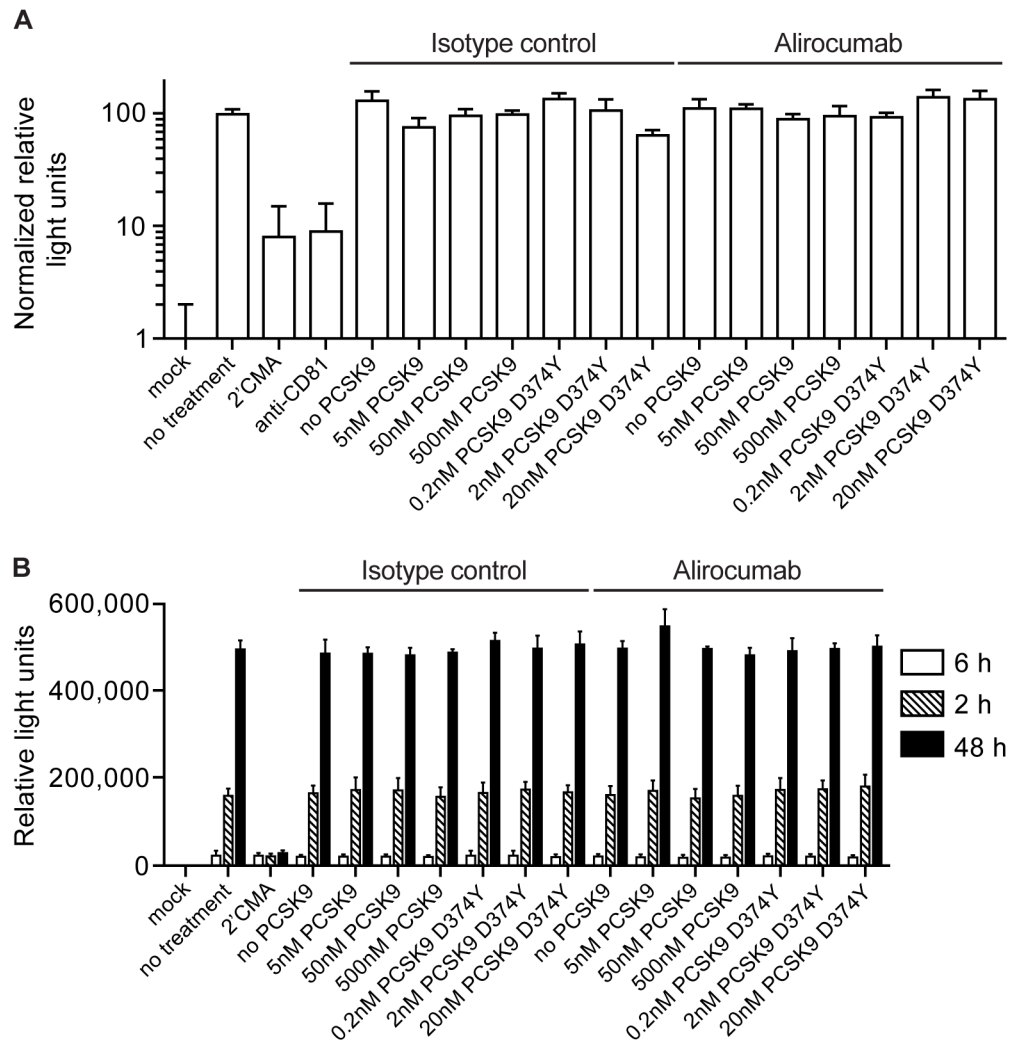 A
Isotype control
Alirocumab
Normalized relative
light units
100
10
1
mock
no treatment
2'CMA
anti-CD81
no PCSK9
5nM PCSK9
50nM PCSK9
500nM PCSK9
0.2nM PCSK9 D374Y
2nM PCSK9 D374Y
20nM PCSK9 D374Y
no PCSK9
5nM PCSK9
50nM PCSK9
500nM PCSK9
0.2nM PCSK9 D374Y
2nM PCSK9 D374Y
20nM PCSK9 D374Y
B
Isotype control
Alirocumab
Relative light units
600,000
400,000
200,000
0
6 h
2 h
48 h
mock
no treatment
2'CMA
no PCSK9
5nM PCSK9
50nM PCSK9
500nM PCSK9
0.2nM PCSK9 D374Y
2nM PCSK9 D374Y
20nM PCSK9 D374Y
no PCSK9
5nM PCSK9
50nM PCSK9
500nM PCSK9
0.2nM PCSK9 D374Y
2nM PCSK9 D374Y
20nM PCSK9 D374Y